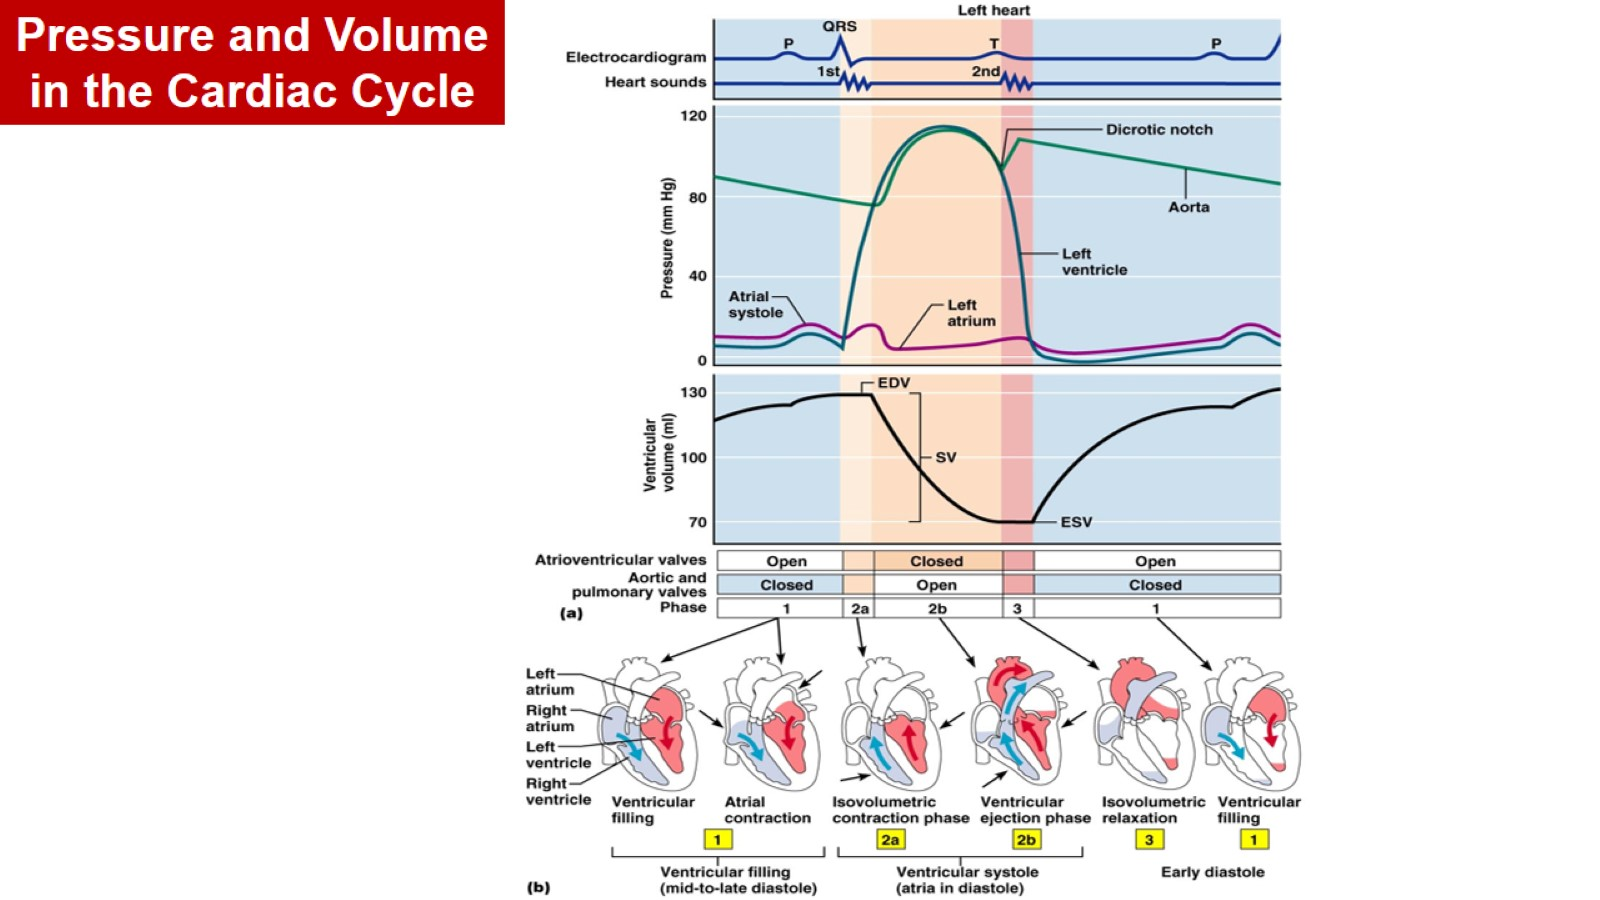 Pressure and Volume
in the Cardiac Cycle
Left heart
QRS
P
T
P
Electrocardiogram
1st
2nd
Heart sounds
120
Dicrotic notch
80
Aorta
Pressure (mm Hg)
Left
ventricle
40
Atrial
systole
Left
atrium
0
EDV
130
Ventricular
volume (ml)
100
SV
70
ESV
Atrioventricular valves
Open
Closed
Open
Aortic and
pulmonary valves
Closed
Open
Closed
Phase
1
2a
2b
3
1
(a)
Left
atrium
Right
atrium
Left
ventricle
Right
ventricle
Ventricular
filling
Atrial
contraction
Isovolumetric
contraction phase
Ventricular
ejection phase
Isovolumetric
relaxation
Ventricular
filling
1
2a
2b
3
1
Ventricular filling
(mid-to-late diastole)
Ventricular systole
(atria in diastole)
Early diastole
(b)